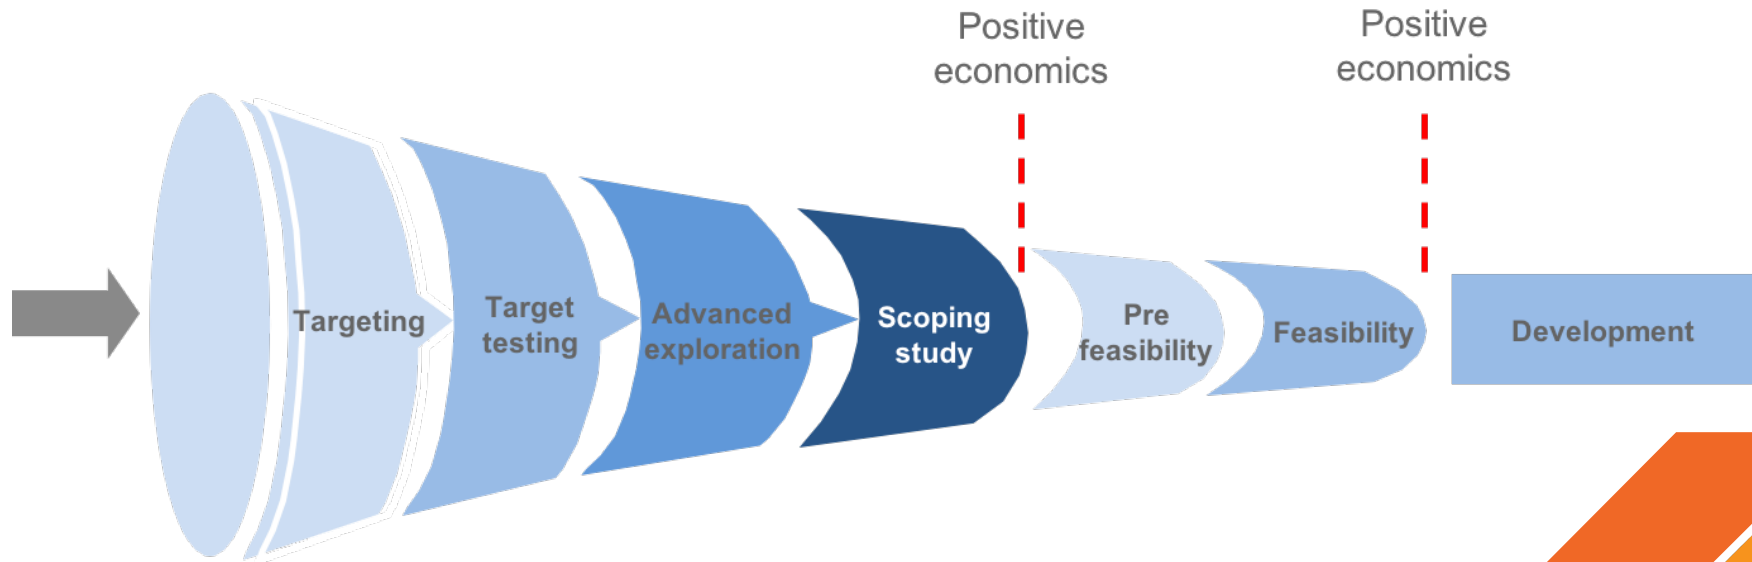 Positive
economics
Positive
economics
Targeting
Target
testing
Advanced
exploration
Scoping
study
Pre
feasibility
Feasibility
Development